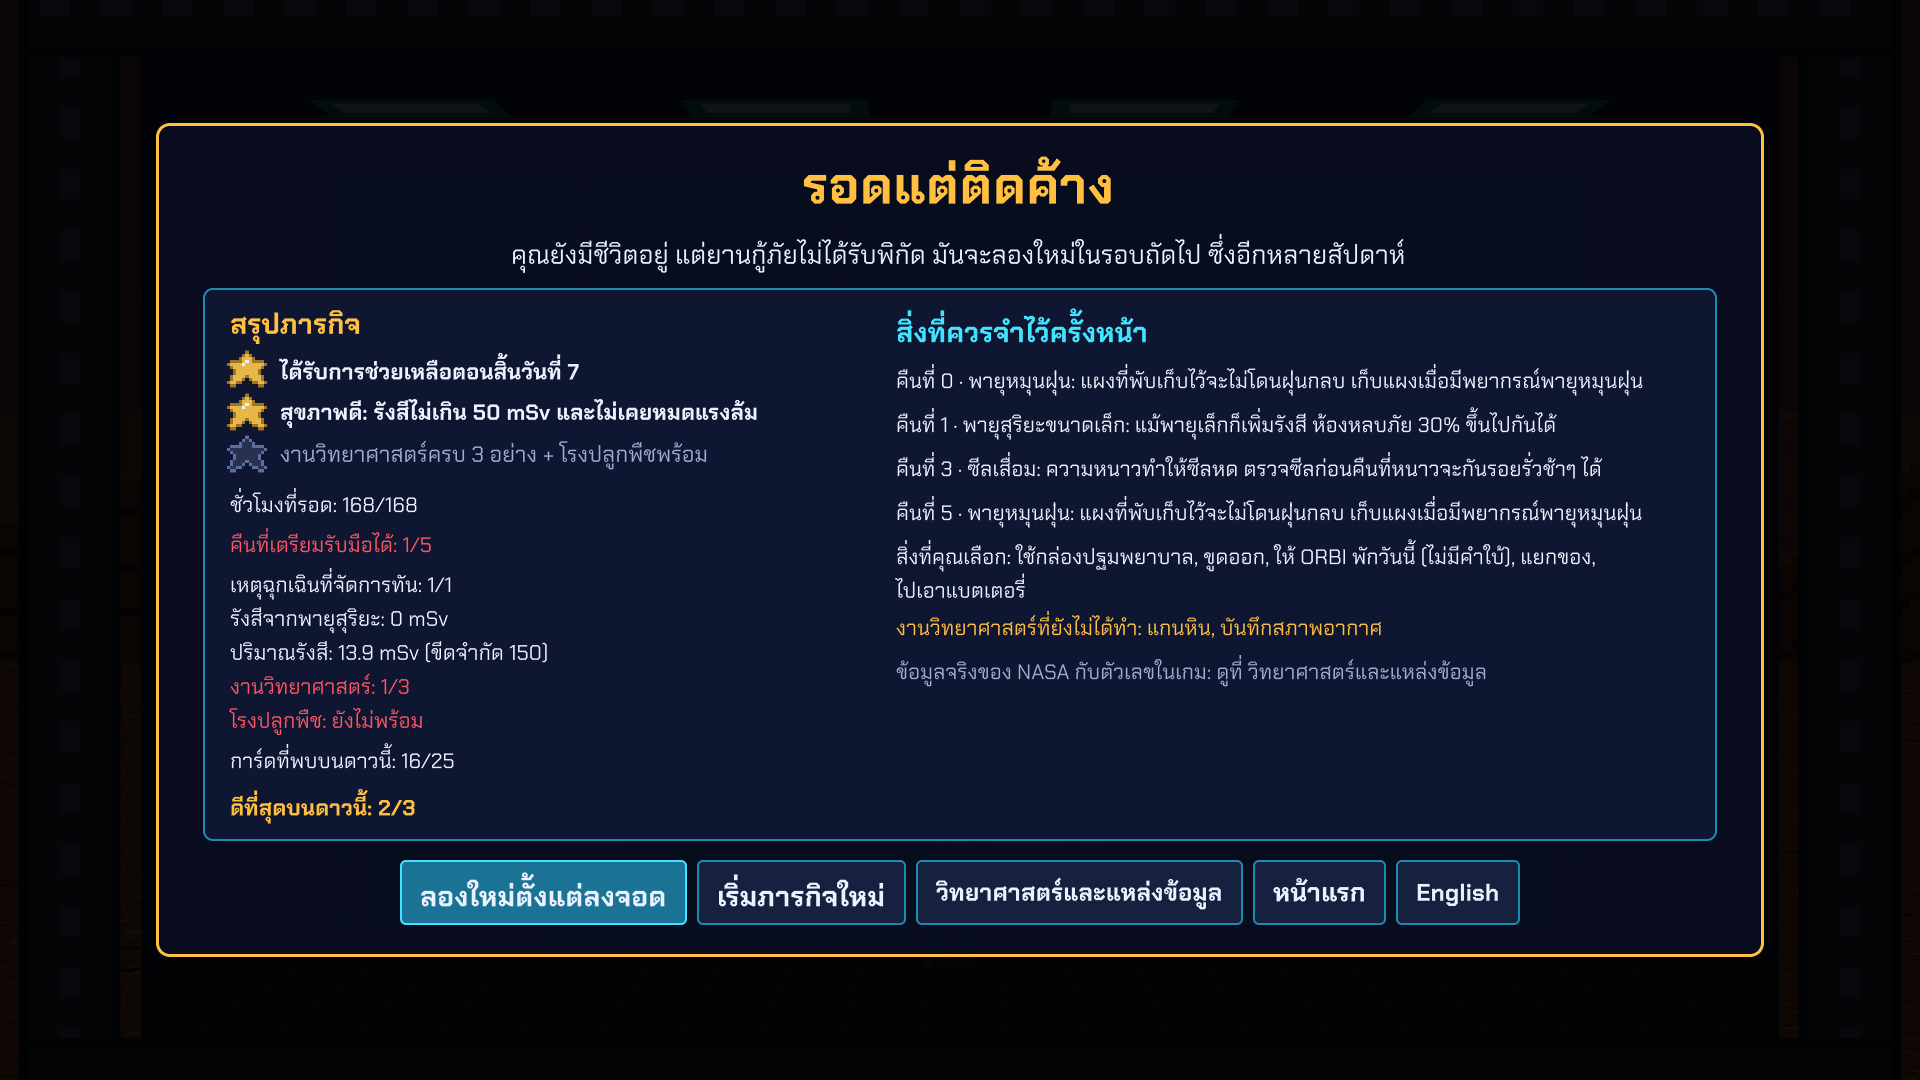 รอดแต่ติดค้าง
คุณยังมีชีวิตอยู่ แต่ยานกู้ภัยไม่ได้รับพิกัด มันจะลองใหม่ในรอบถัดไป ซึ่งอีกหลายสัปดาห์
สรุปภารกิจ
ได้รับการช่วยเหลือตอนสิ้นวันที่ 7
สุขภาพดี: รังสีไม่เกิน 50 mSv และไม่เคยหมดแรงล้ม
งานวิทยาศาสตร์ครบ 3 อย่าง + โรงปลูกพืชพร้อม
ชั่วโมงที่รอด: 168/168
คืนที่เตรียมรับมือได้: 1/5
เหตุฉุกเฉินที่จัดการทัน: 1/1
รังสีจากพายุสุริยะ: 0 mSv
ปริมาณรังสี: 13.9 mSv (ขีดจำกัด 150)
งานวิทยาศาสตร์: 1/3
โรงปลูกพืช: ยังไม่พร้อม
การ์ดที่พบบนดาวนี้: 16/25
ดีที่สุดบนดาวนี้: 2/3
สิ่งที่ควรจำไว้ครั้งหน้า
คืนที่ 0 · พายุหมุนฝุ่น: แผงที่พับเก็บไว้จะไม่โดนฝุ่นกลบ เก็บแผงเมื่อมีพยากรณ์พายุหมุนฝุ่น
คืนที่ 1 · พายุสุริยะขนาดเล็ก: แม้พายุเล็กก็เพิ่มรังสี ห้องหลบภัย 30% ขึ้นไปกันได้
คืนที่ 3 · ซีลเสื่อม: ความหนาวทำให้ซีลหด ตรวจซีลก่อนคืนที่หนาวจะกันรอยรั่วช้าๆ ได้
คืนที่ 5 · พายุหมุนฝุ่น: แผงที่พับเก็บไว้จะไม่โดนฝุ่นกลบ เก็บแผงเมื่อมีพยากรณ์พายุหมุนฝุ่น
สิ่งที่คุณเลือก: ใช้กล่องปฐมพยาบาล, ขูดออก, ให้ ORBI พักวันนี้ (ไม่มีคำใบ้), แยกของ,
ไปเอาแบตเตอรี่
งานวิทยาศาสตร์ที่ยังไม่ได้ทำ: แกนหิน, บันทึกสภาพอากาศ
ข้อมูลจริงของ NASA กับตัวเลขในเกม: ดูที่ วิทยาศาสตร์และแหล่งข้อมูล
ลองใหม่ตั้งแต่ลงจอด
เริ่มภารกิจใหม่
วิทยาศาสตร์และแหล่งข้อมูล
หน้าแรก
English